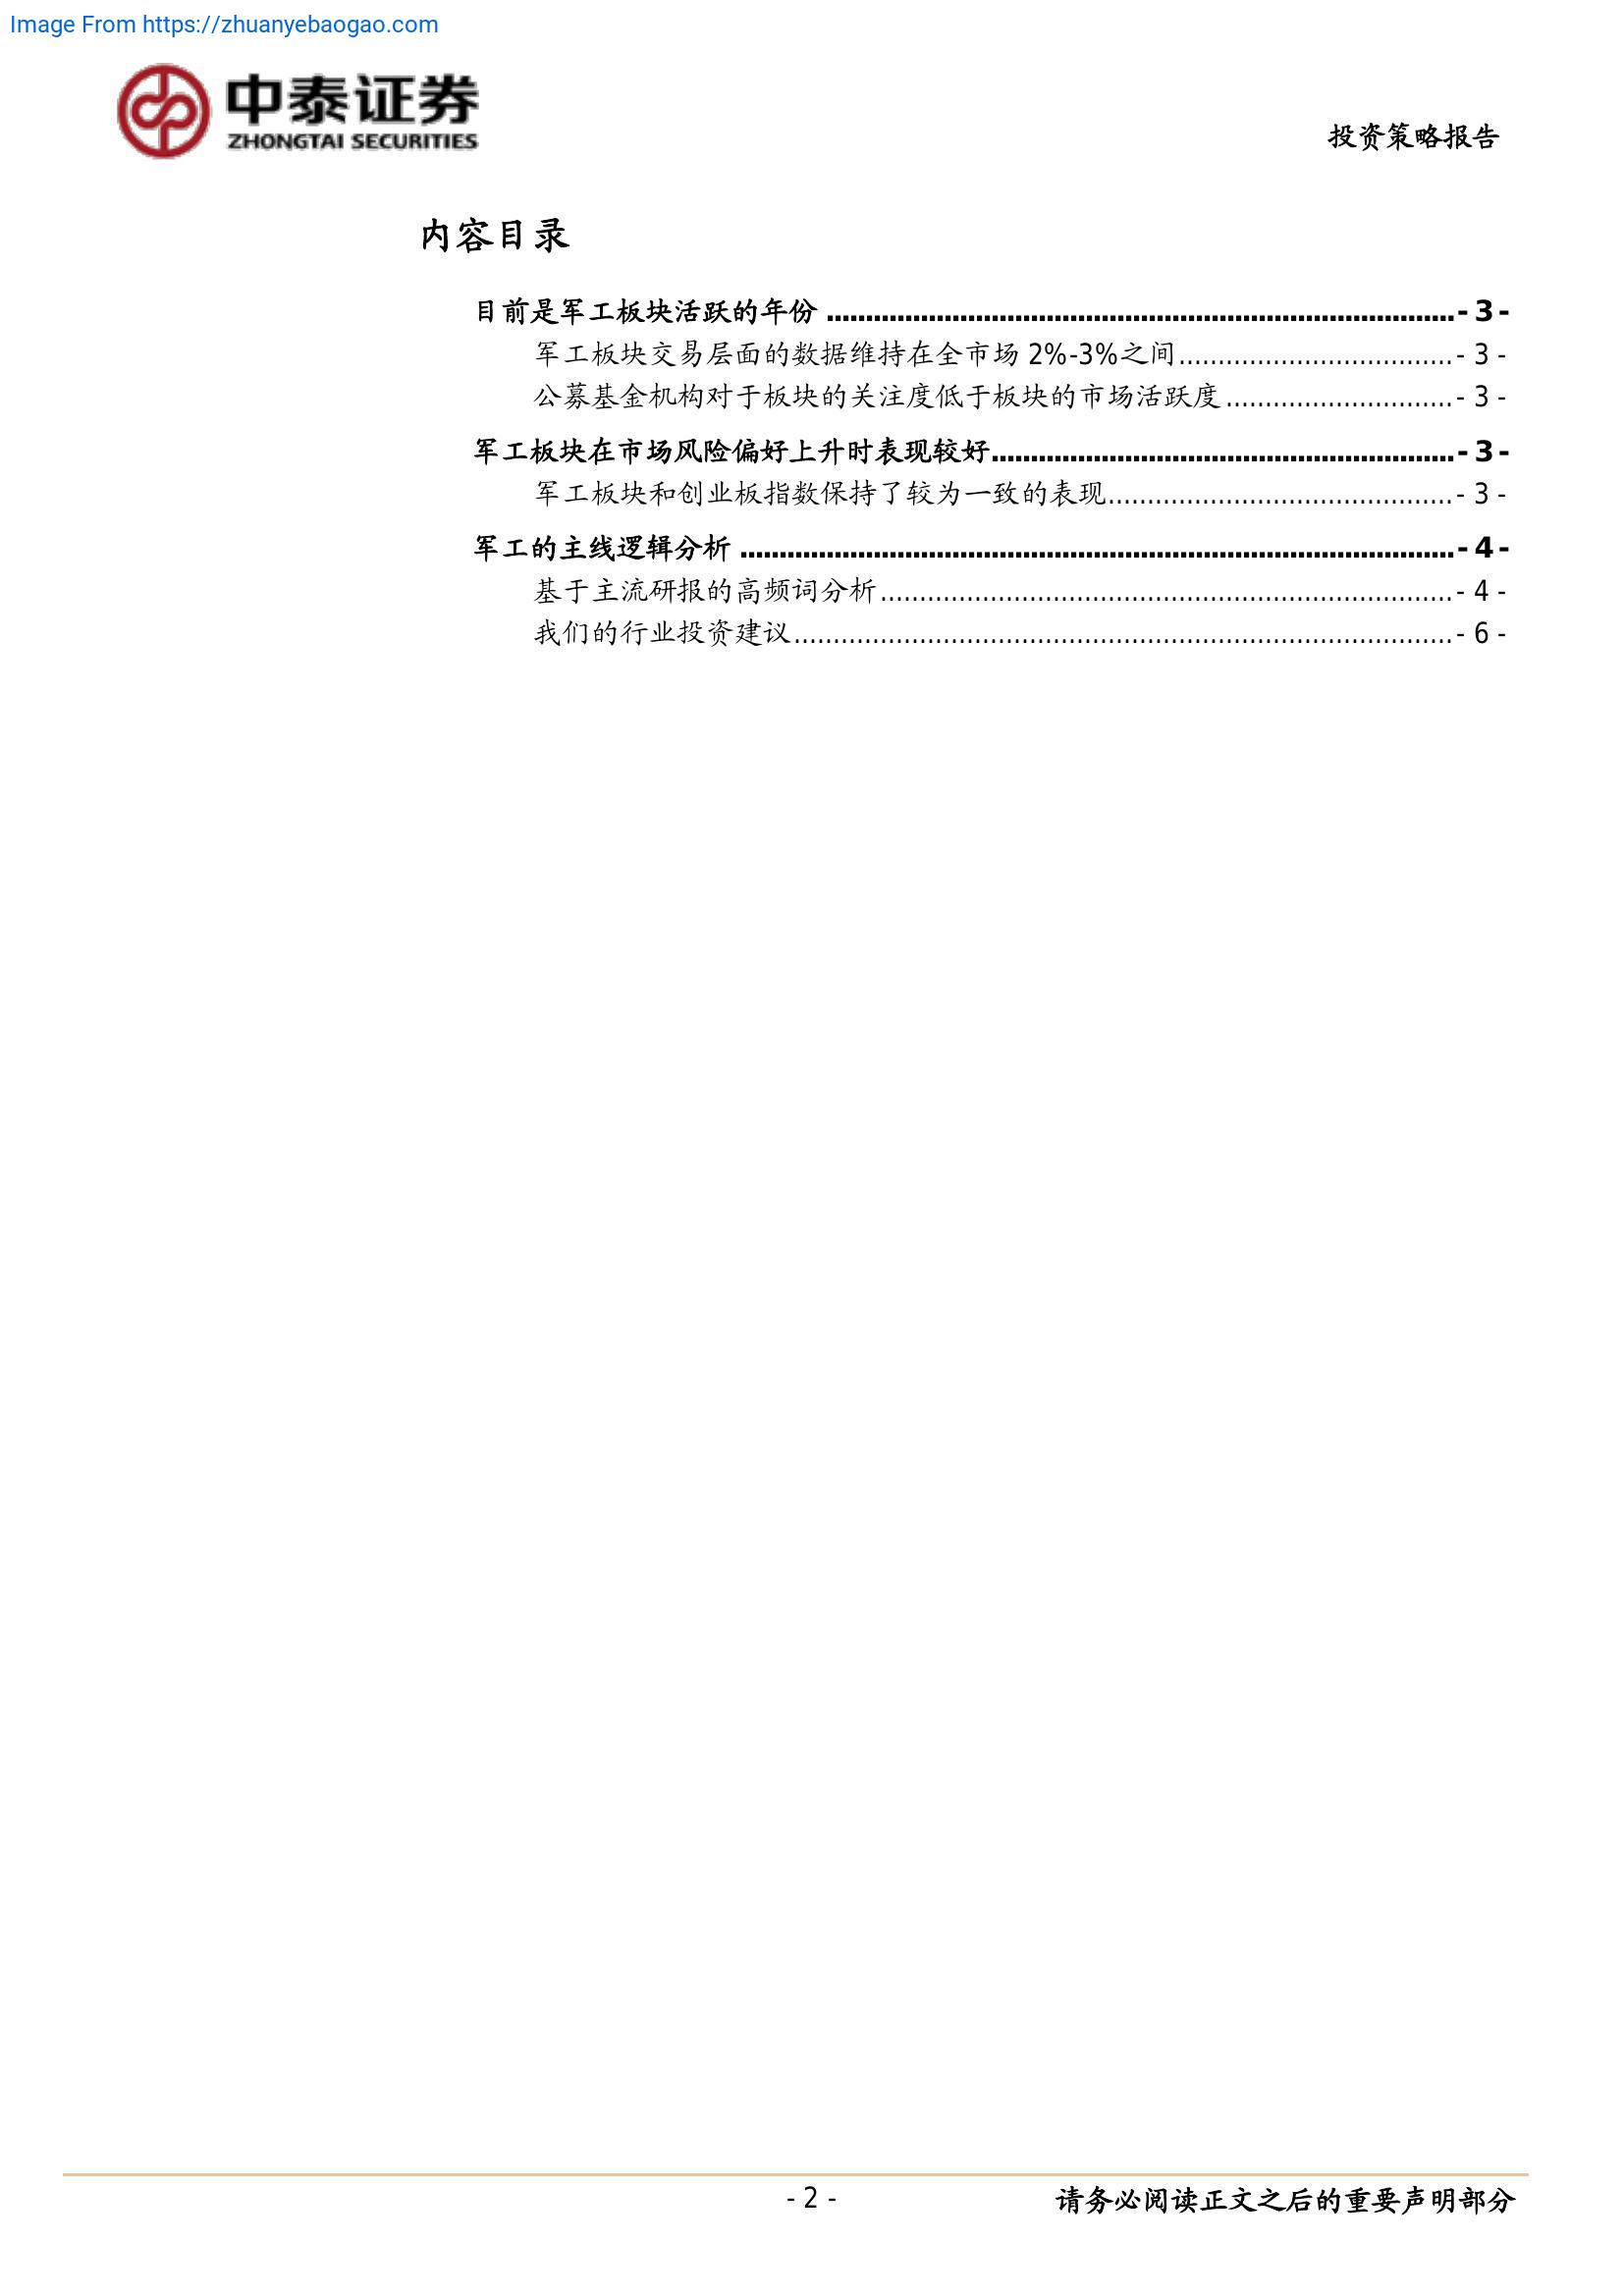 Image From https://zhuanyebaogao.com
中泰证券
ZHONGTAI SECURITIES
投资策略报告
内容目录
目前是军工板块活跃的年份 ................................................................................ - 3 -
军工板块交易层面的数据维持在全市场 2%-3%之间................................... - 3 -
公募基金机构对于板块的关注度低于板块的市场活跃度............................. - 3 -
军工板块在市场风险偏好上升时表现较好........................................................... - 3 -
军工板块和创业板指数保持了较为一致的表现............................................ - 3 -
军工的主线逻辑分析 ........................................................................................... - 4 -
基于主流研报的高频词分析......................................................................... - 4 -
我们的行业投资建议.................................................................................... - 6 -
- 2 -
请务必阅读正文之后的重要声明部分